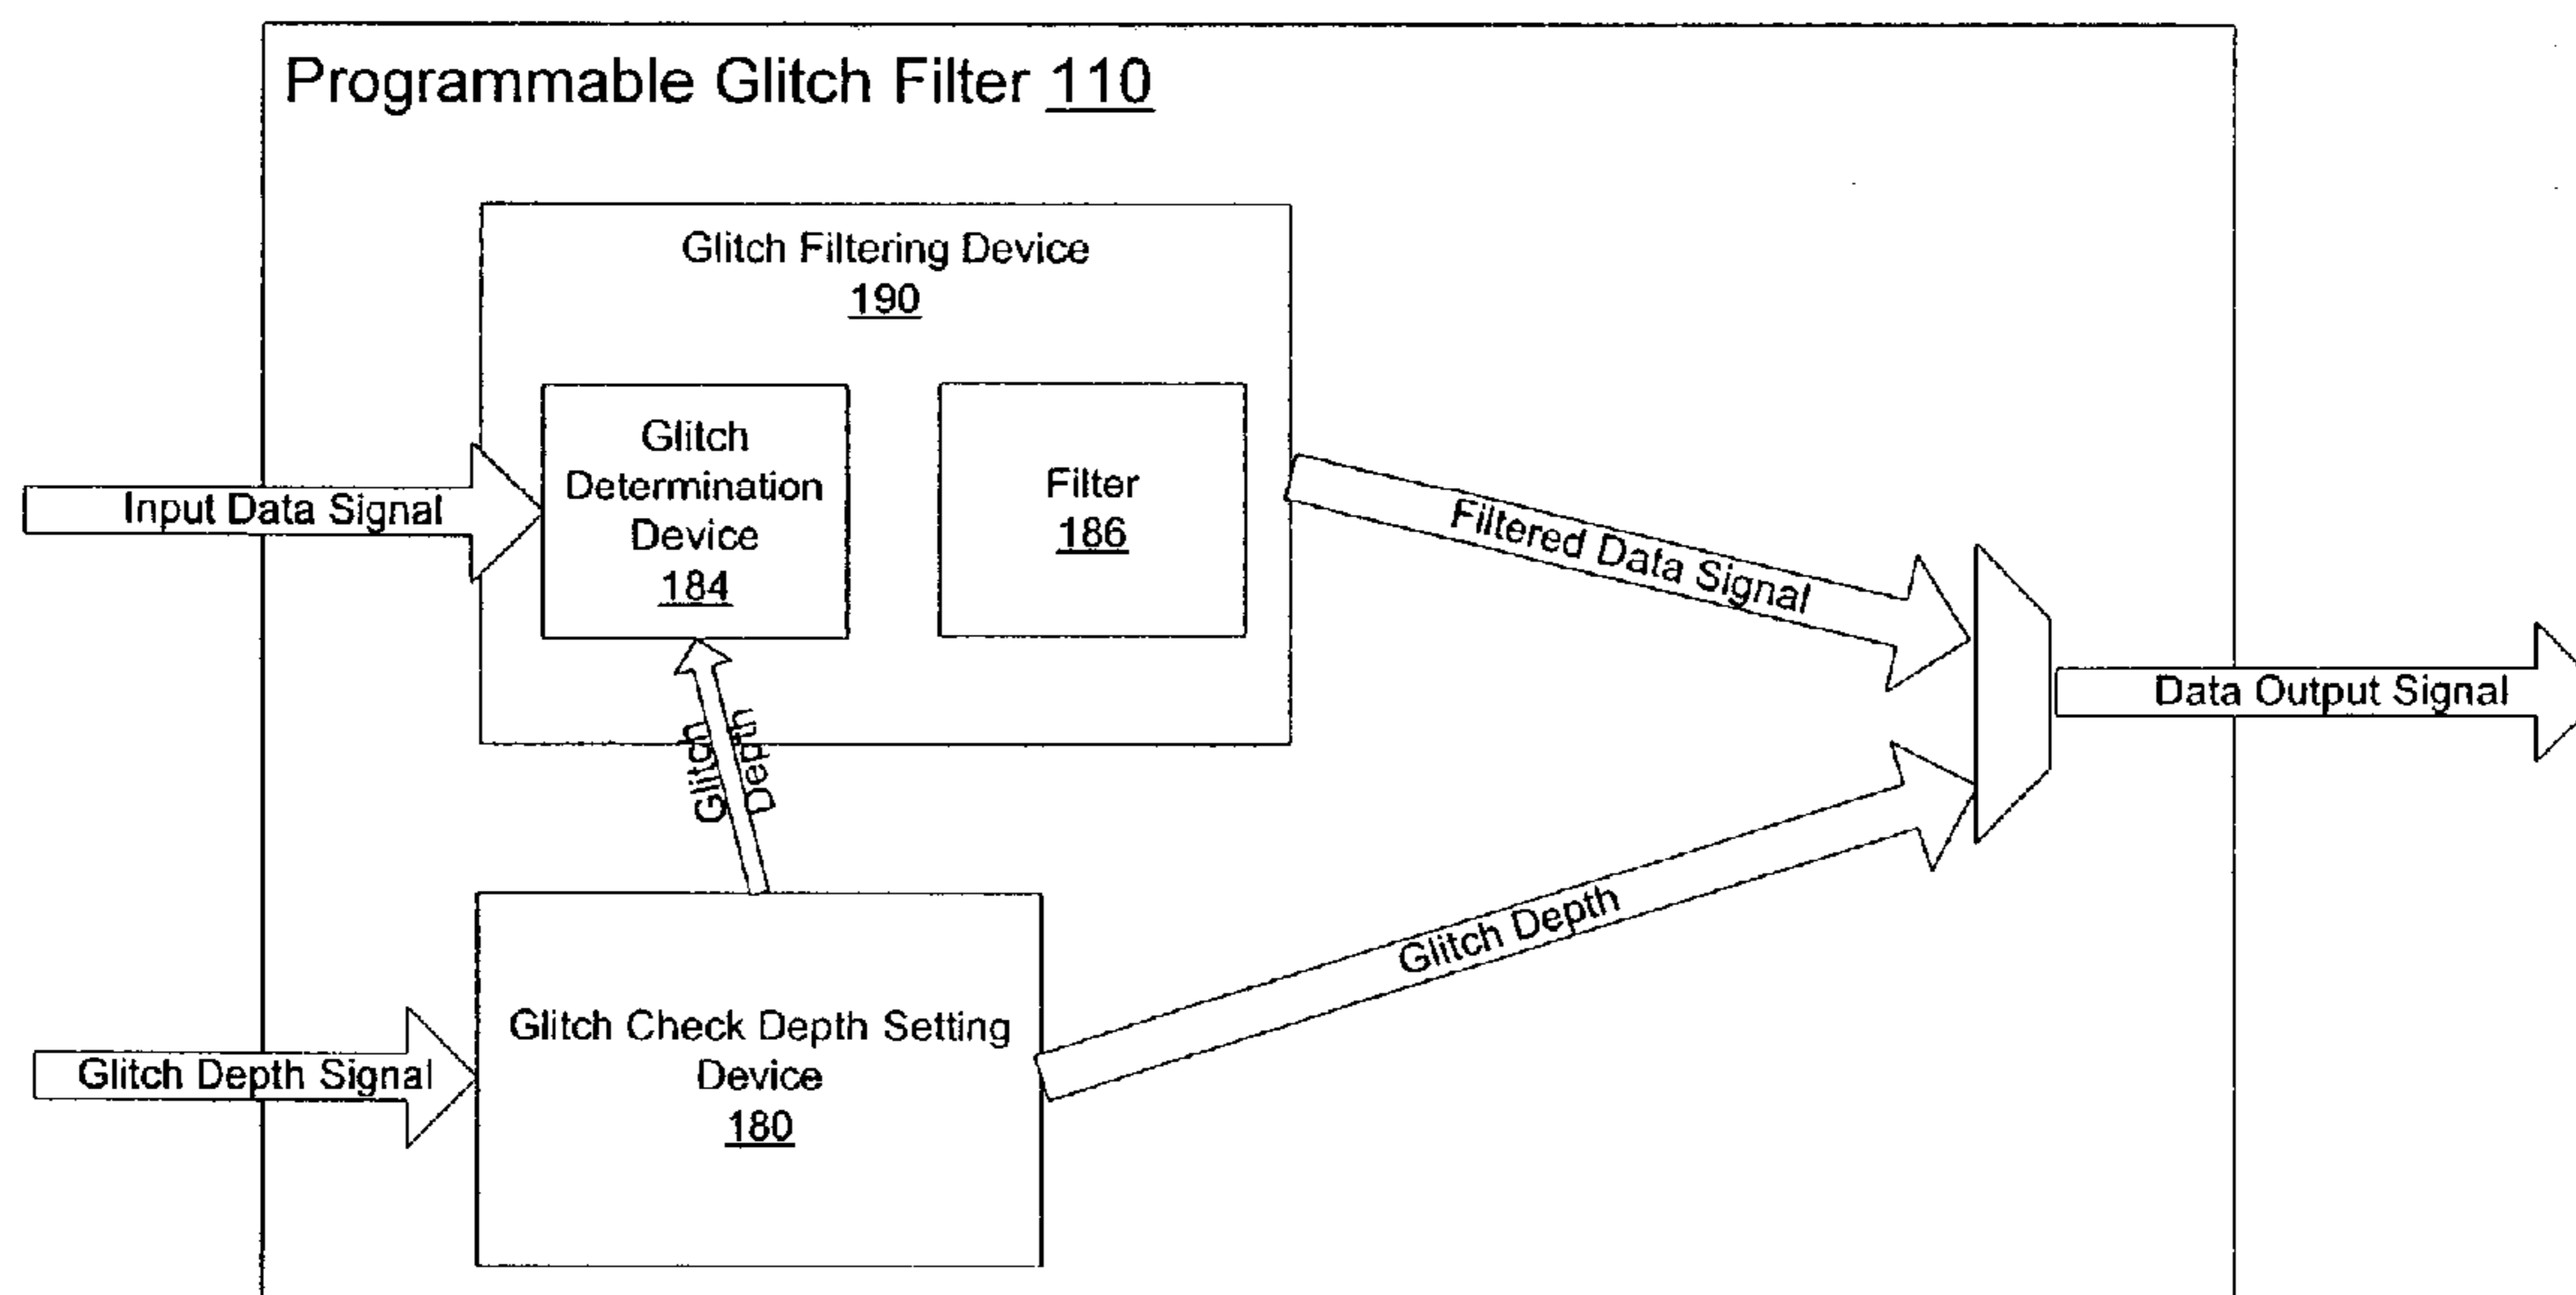 Programmable Glitch Filter 110
Glitch Filtering Device
190
Glitch
Determination
Device
184
Filter
186
Input Data Signal
Filtered Data Signal
Data Output Signal
Glitch
Depth
Glitch Depth
Glitch Check Depth Setting
Device
180
Glitch Depth Signal